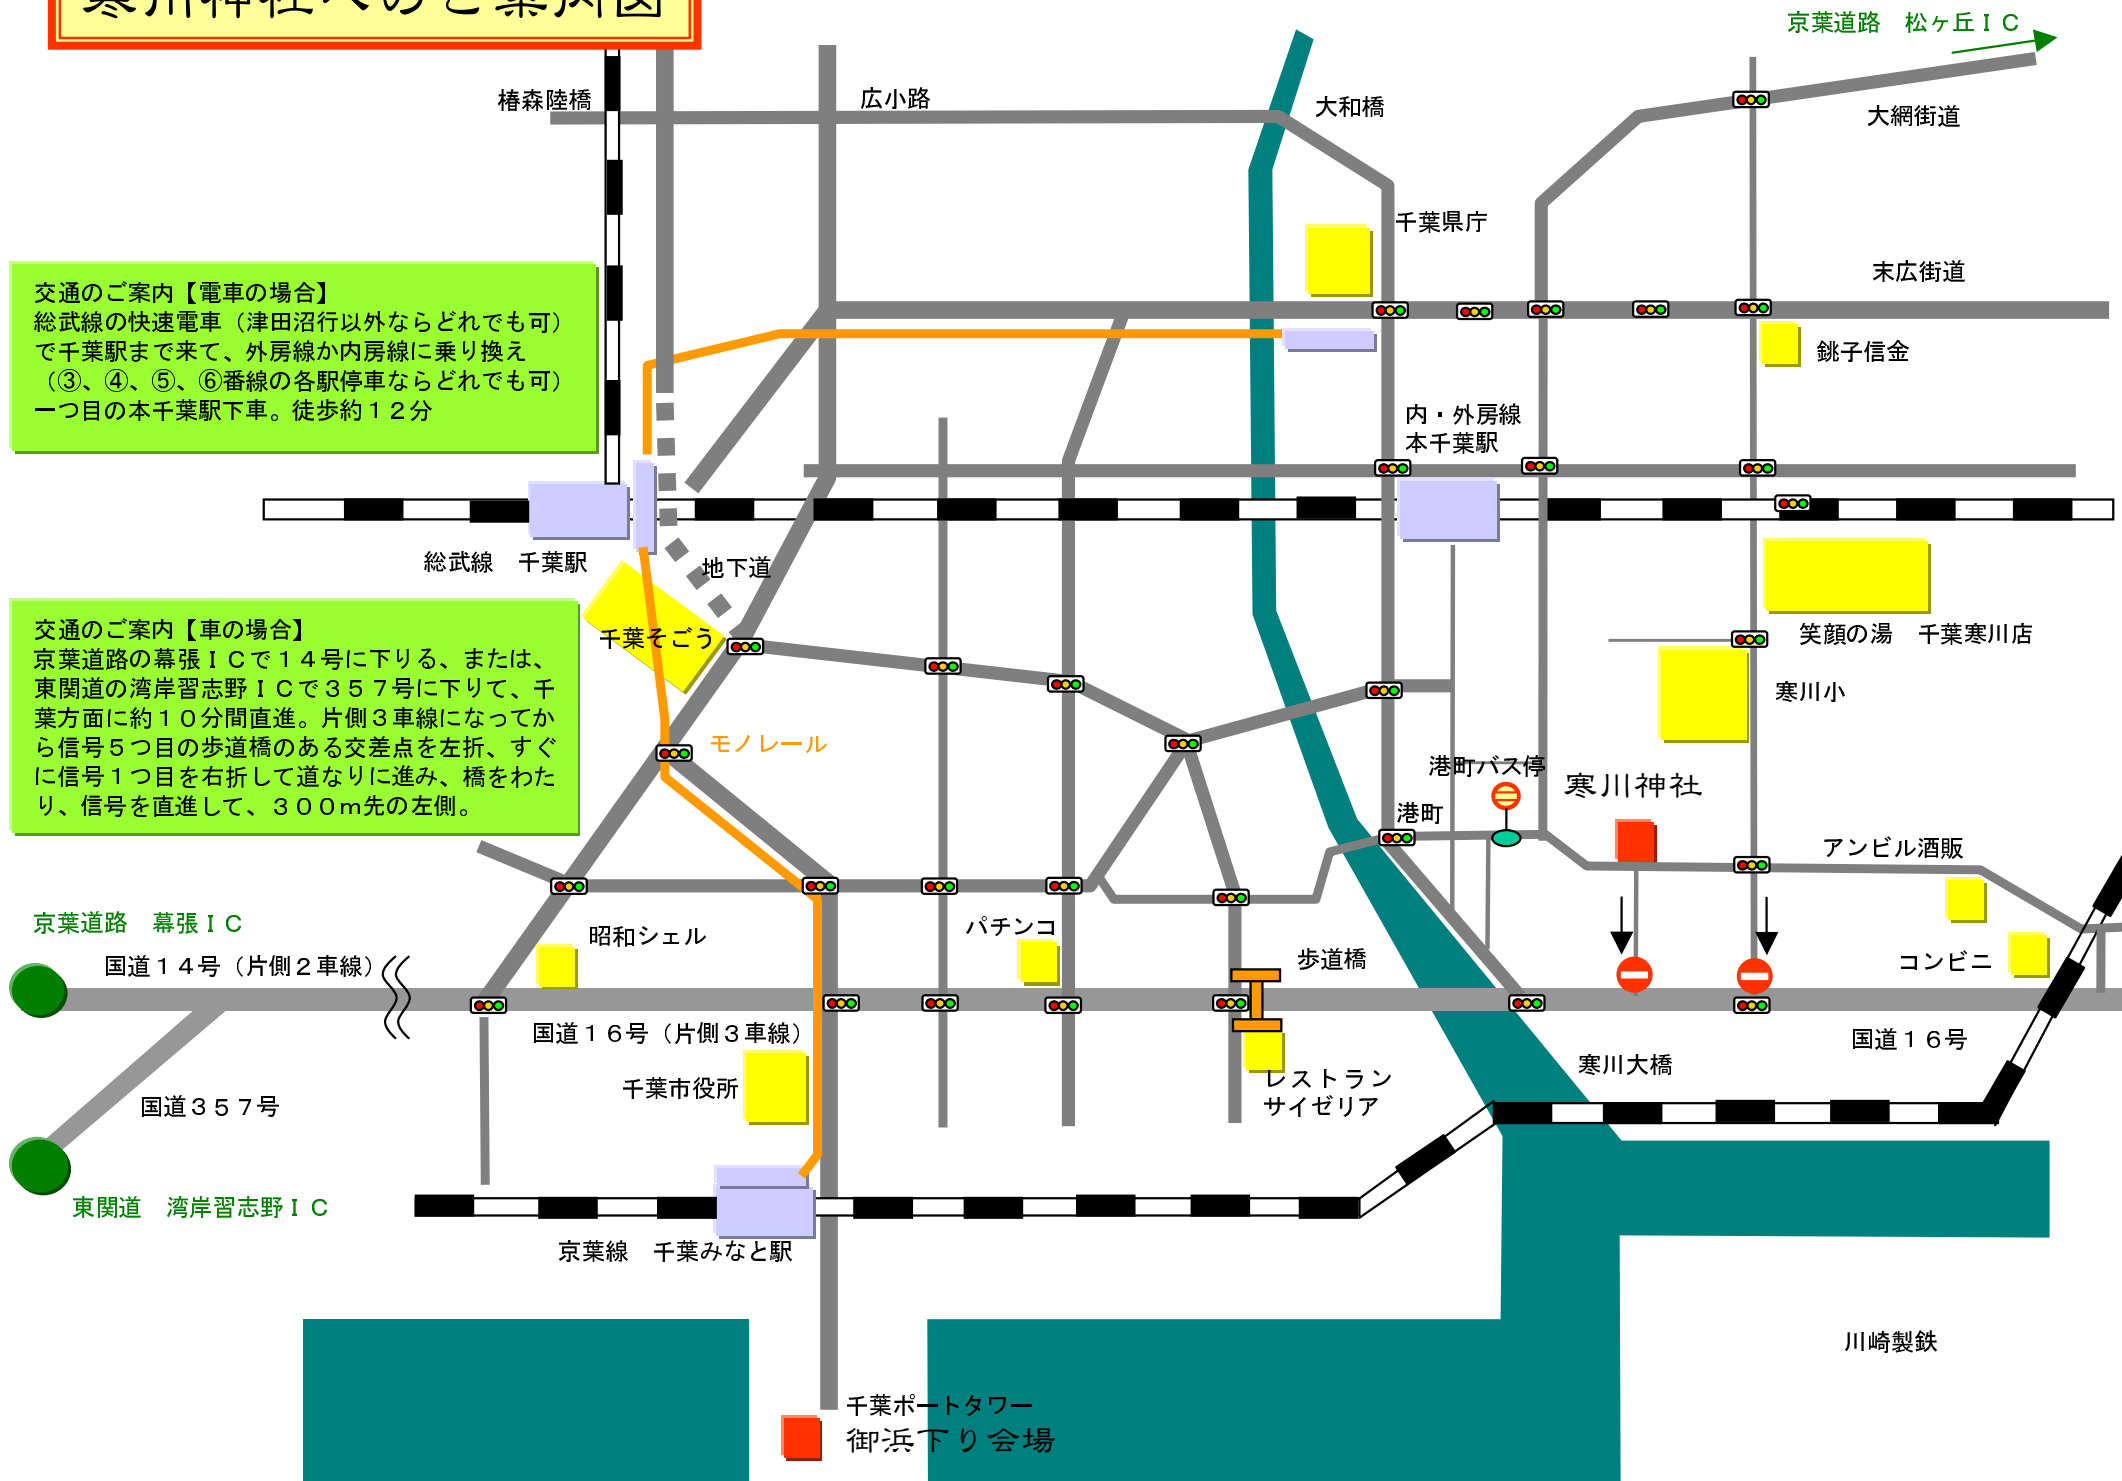 寒川神社へのご案内図
京葉道路　松ヶ丘ＩＣ
椿森陸橋
広小路
大和橋
大網街道
千葉県庁
末広街道
交通のご案内【電車の場合】
総武線の快速電車（津田沼行以外ならどれでも可）
で千葉駅まで来て、外房線か内房線に乗り換え
（③、④、⑤、⑥番線の各駅停車ならどれでも可）
一つ目の本千葉駅下車。徒歩約１２分
銚子信金
内・外房線
本千葉駅
総武線　千葉駅
地下道
交通のご案内【車の場合】
京葉道路の幕張ＩＣで１４号に下りる、または、
東関道の湾岸習志野ＩＣで３５７号に下りて、千
葉方面に約１０分間直進。片側３車線になってか
ら信号５つ目の歩道橋のある交差点を左折、すぐ
に信号１つ目を右折して道なりに進み、橋をわた
り、信号を直進して、３００ｍ先の左側。
千葉そごう
笑顔の湯　千葉寒川店
寒川小
モノレール
港町バス停
寒川神社
港町
アンビル酒販
京葉道路　幕張ＩＣ
昭和シェル
パチンコ
国道１４号（片側２車線）
歩道橋
コンビニ
国道１６号（片側３車線）
国道１６号
寒川大橋
千葉市役所
レストラン
サイゼリア
国道３５７号
東関道　湾岸習志野ＩＣ
京葉線　千葉みなと駅
川崎製鉄
千葉ポートタワー
御浜下り会場